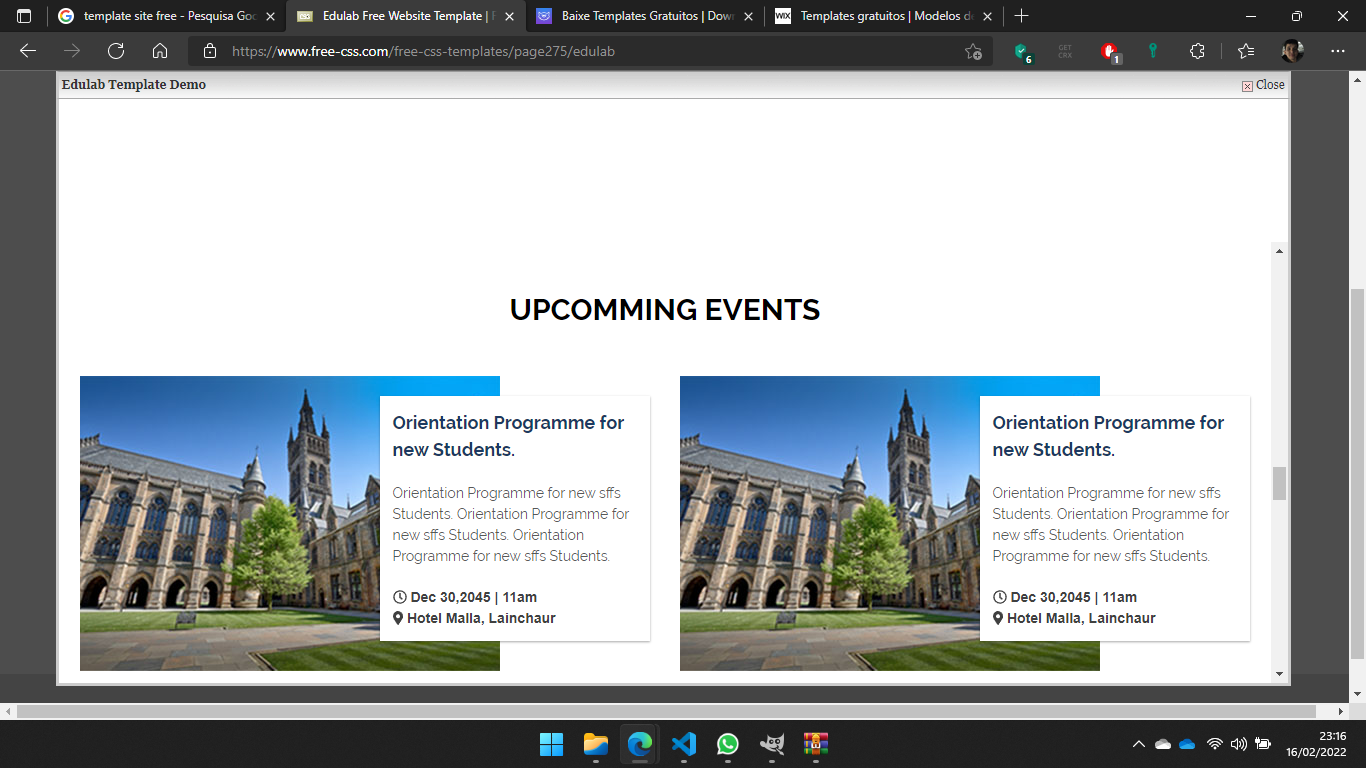 template site free - Pesquisa Goo
Edulab Free Website Template | F
Baixe Templates Gratuitos | Dow
WIX
Templates gratuitos | Modelos de
https://www.free-css.com/free-css-templates/page275/edulab
6
GET
CRX
1
Edulab Template Demo
Close
UPCOMMING EVENTS
Orientation Programme for
new Students.
Orientation Programme for new sffs
Students. Orientation Programme for
new sffs Students. Orientation
Programme for new sffs Students.
Dec 30,2045 | 11am
Hotel Malla, Lainchaur
Orientation Programme for
new Students.
Orientation Programme for new sffs
Students. Orientation Programme for
new sffs Students. Orientation
Programme for new sffs Students.
Dec 30,2045 | 11am
Hotel Malla, Lainchaur
23:16
16/02/2022